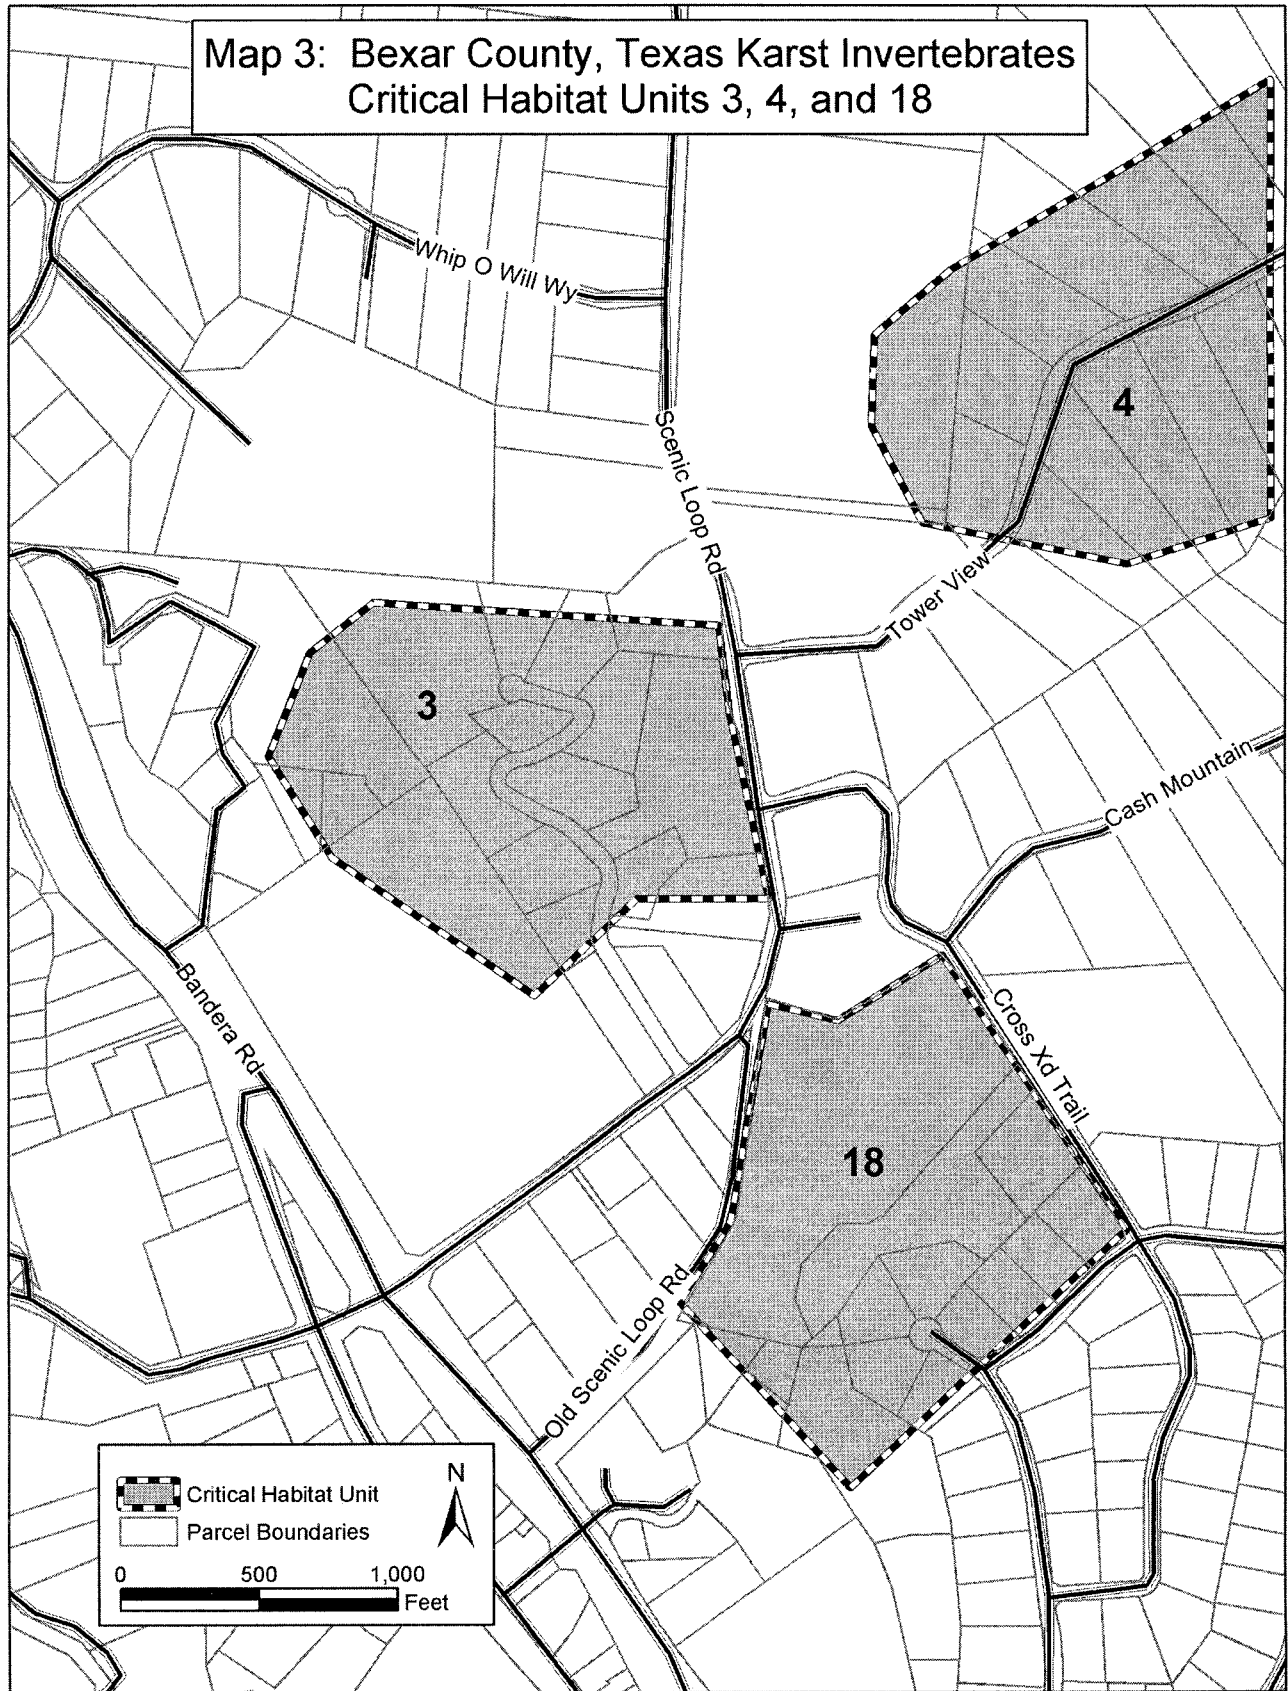 Map 3: Bexar County, Texas Karst Invertebrates
Critical Habitat Units 3, 4, and 18
Whip O Will Wy
Scenic Loop Rd
4
Tower View
3
Cash Mountain
Bandera Rd
Cross Xd Trail
18
Old Scenic Loop Rd
Critical Habitat Unit
Parcel Boundaries
N
0 500 1,000
Feet